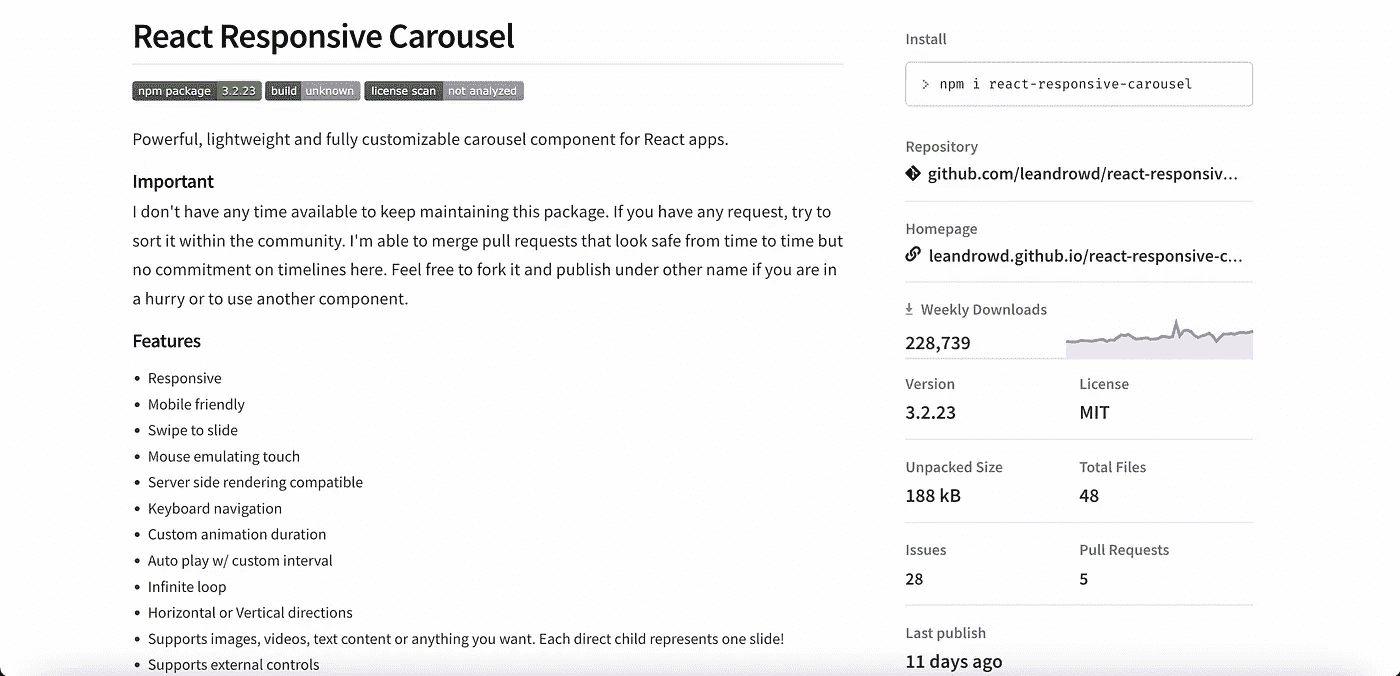 React Responsive Carousel
npm package 3.2.23 build unknown license scan not analyzed
Powerful, lightweight and fully customizable carousel component for React apps.
Important
I don't have any time available to keep maintaining this package. If you have any request, try to
sort it within the community. I'm able to merge pull requests that look safe from time to time but
no commitment on timelines here. Feel free to fork it and publish under other name if you are in
a hurry or to use another component.
Features
• Responsive
• Mobile friendly
• Swipe to slide
• Mouse emulating touch
• Server side rendering compatible
• Keyboard navigation
• Custom animation duration
• Auto play w/ custom interval
• Infinite loop
• Horizontal or Vertical directions
• Supports images, videos, text content or anything you want. Each direct child represents one slide!
• Supports external controls
Install
> npm i react-responsive-carousel
Repository
github.com/leandrowd/react-responsiv...
Homepage
leandrowd.github.io/react-responsive-c...
Weekly Downloads
228,739
Version License
3.2.23 MIT
Unpacked Size Total Files
188 kB 48
Issues Pull Requests
28 5
Last publish
11 days ago